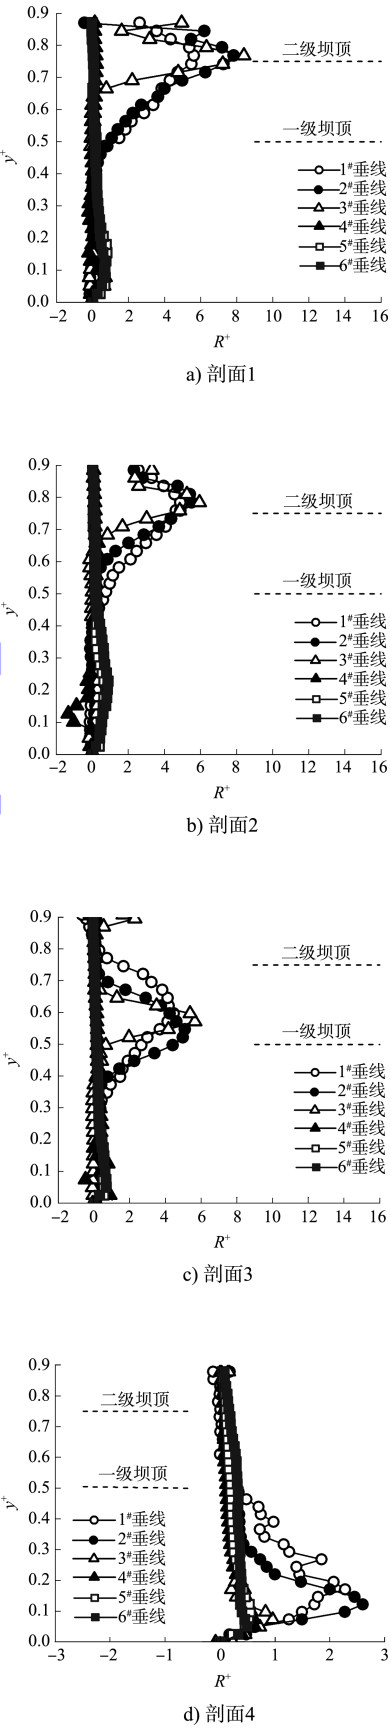 0.9
0.8
0.7
0.6
0.5
0.4
0.3
0.2
0.1
0.0
y⁺
二级坝顶
一级坝顶
1#垂线
2#垂线
3#垂线
4#垂线
5#垂线
6#垂线
−2 0 2 4 6 8 10 12 14 16
R⁺
a) 剖面1
0.9
0.8
0.7
0.6
0.5
0.4
0.3
0.2
0.1
0.0
y⁺
二级坝顶
一级坝顶
1#垂线
2#垂线
3#垂线
4#垂线
5#垂线
6#垂线
−2 0 2 4 6 8 10 12 14 16
R⁺
b) 剖面2
0.9
0.8
0.7
0.6
0.5
0.4
0.3
0.2
0.1
0.0
y⁺
二级坝顶
一级坝顶
1#垂线
2#垂线
3#垂线
4#垂线
5#垂线
6#垂线
−2 0 2 4 6 8 10 12 14 16
R⁺
c) 剖面3
0.9
0.8
0.7
0.6
0.5
0.4
0.3
0.2
0.1
0.0
y⁺
二级坝顶
一级坝顶
1#垂线
2#垂线
3#垂线
4#垂线
5#垂线
6#垂线
−3 −2 −1 0 1 2 3
R⁺
d) 剖面4